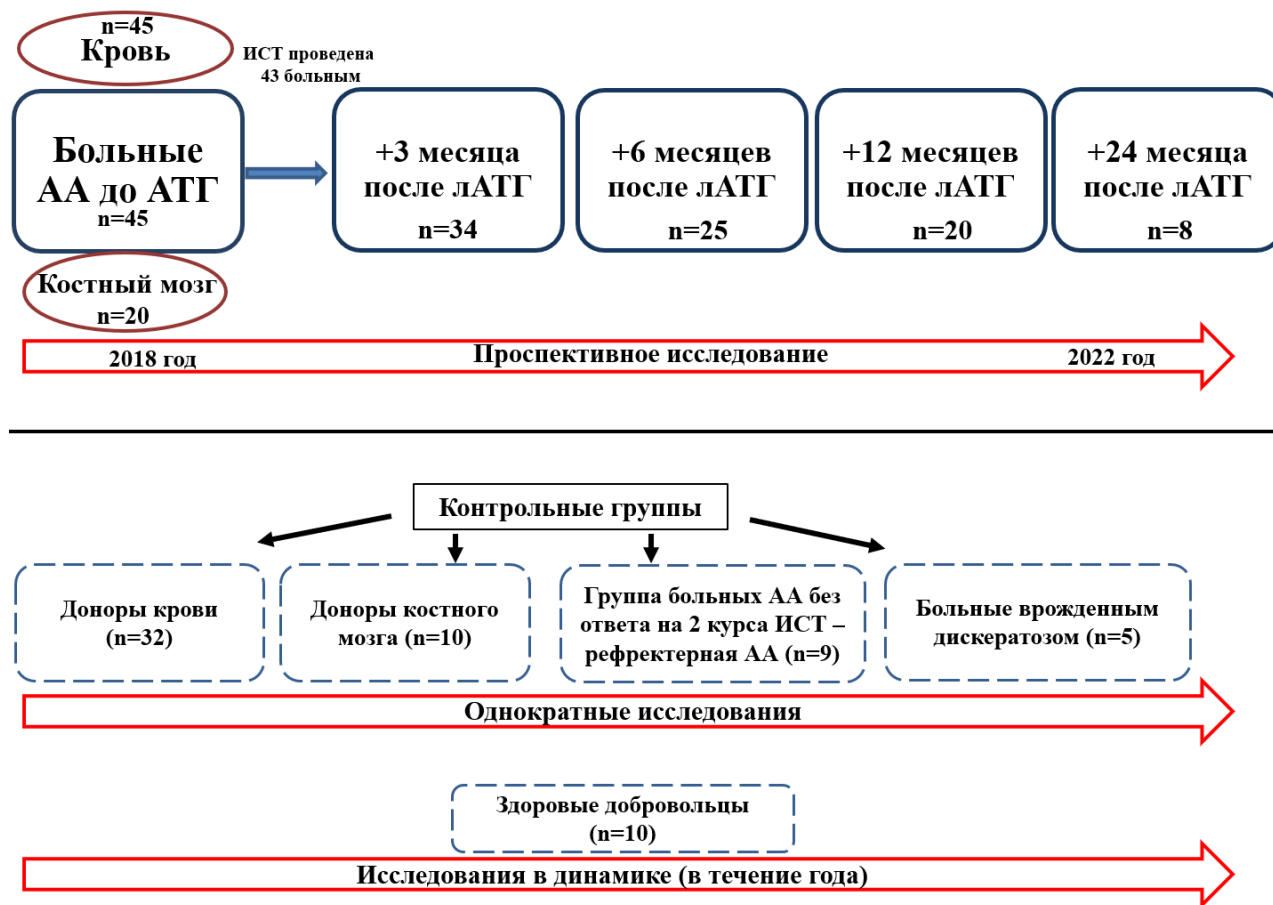 n=45
Кровь
ИСТ проведена
43 больным
Больные
АА до АТГ
n=45
+3 месяца
после лАТГ
n=34
+6 месяцев
после лАТГ
n=25
+12 месяцев
после лАТГ
n=20
+24 месяца
после лАТГ
n=8
Костный мозг
n=20
2018 год
Проспективное исследование
2022 год
Контрольные группы
Доноры крови
(n=32)
Доноры костного
мозга (n=10)
Группа больных АА без
ответа на 2 курса ИСТ –
рефректерная АА (n=9)
Больные врожденным
дискератозом (n=5)
Однократные исследования
Здоровые добровольцы
(n=10)
Исследования в динамике (в течение года)